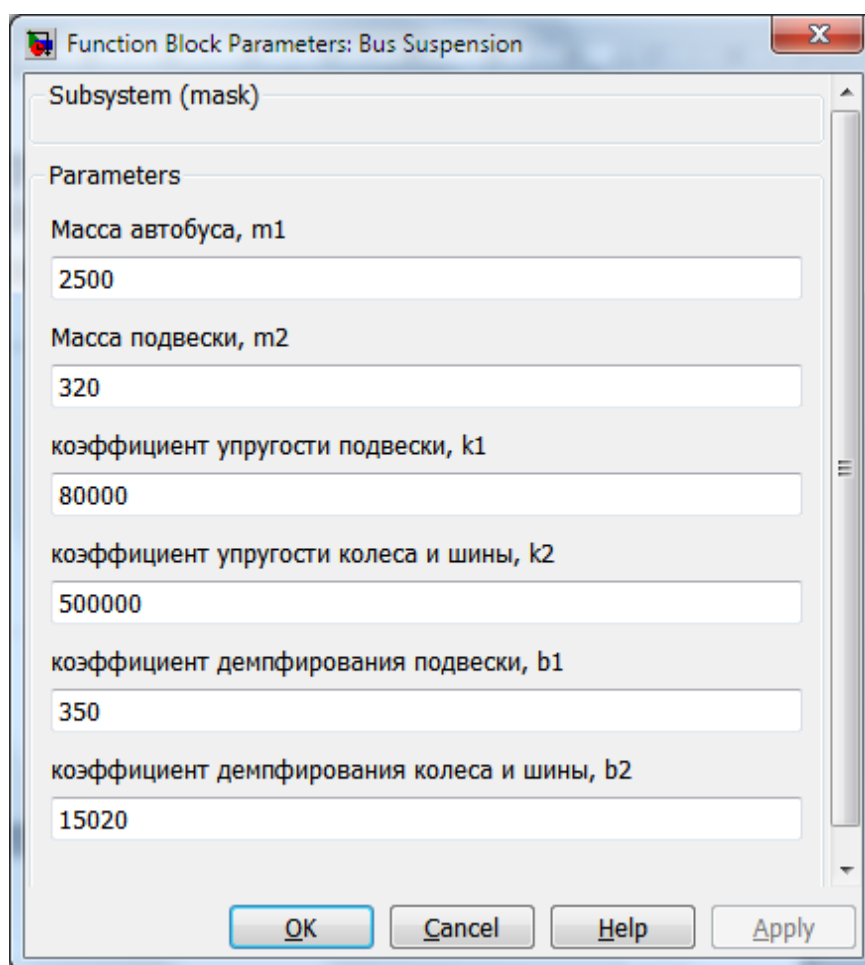 Function Block Parameters: Bus Suspension
Subsystem (mask)
Parameters
Масса автобуса, m1
2500
Масса подвески, m2
320
коэффициент упругости подвески, k1
80000
коэффициент упругости колеса и шины, k2
500000
коэффициент демпфирования подвески, b1
350
коэффициент демпфирования колеса и шины, b2
15020
OK Cancel Help Apply